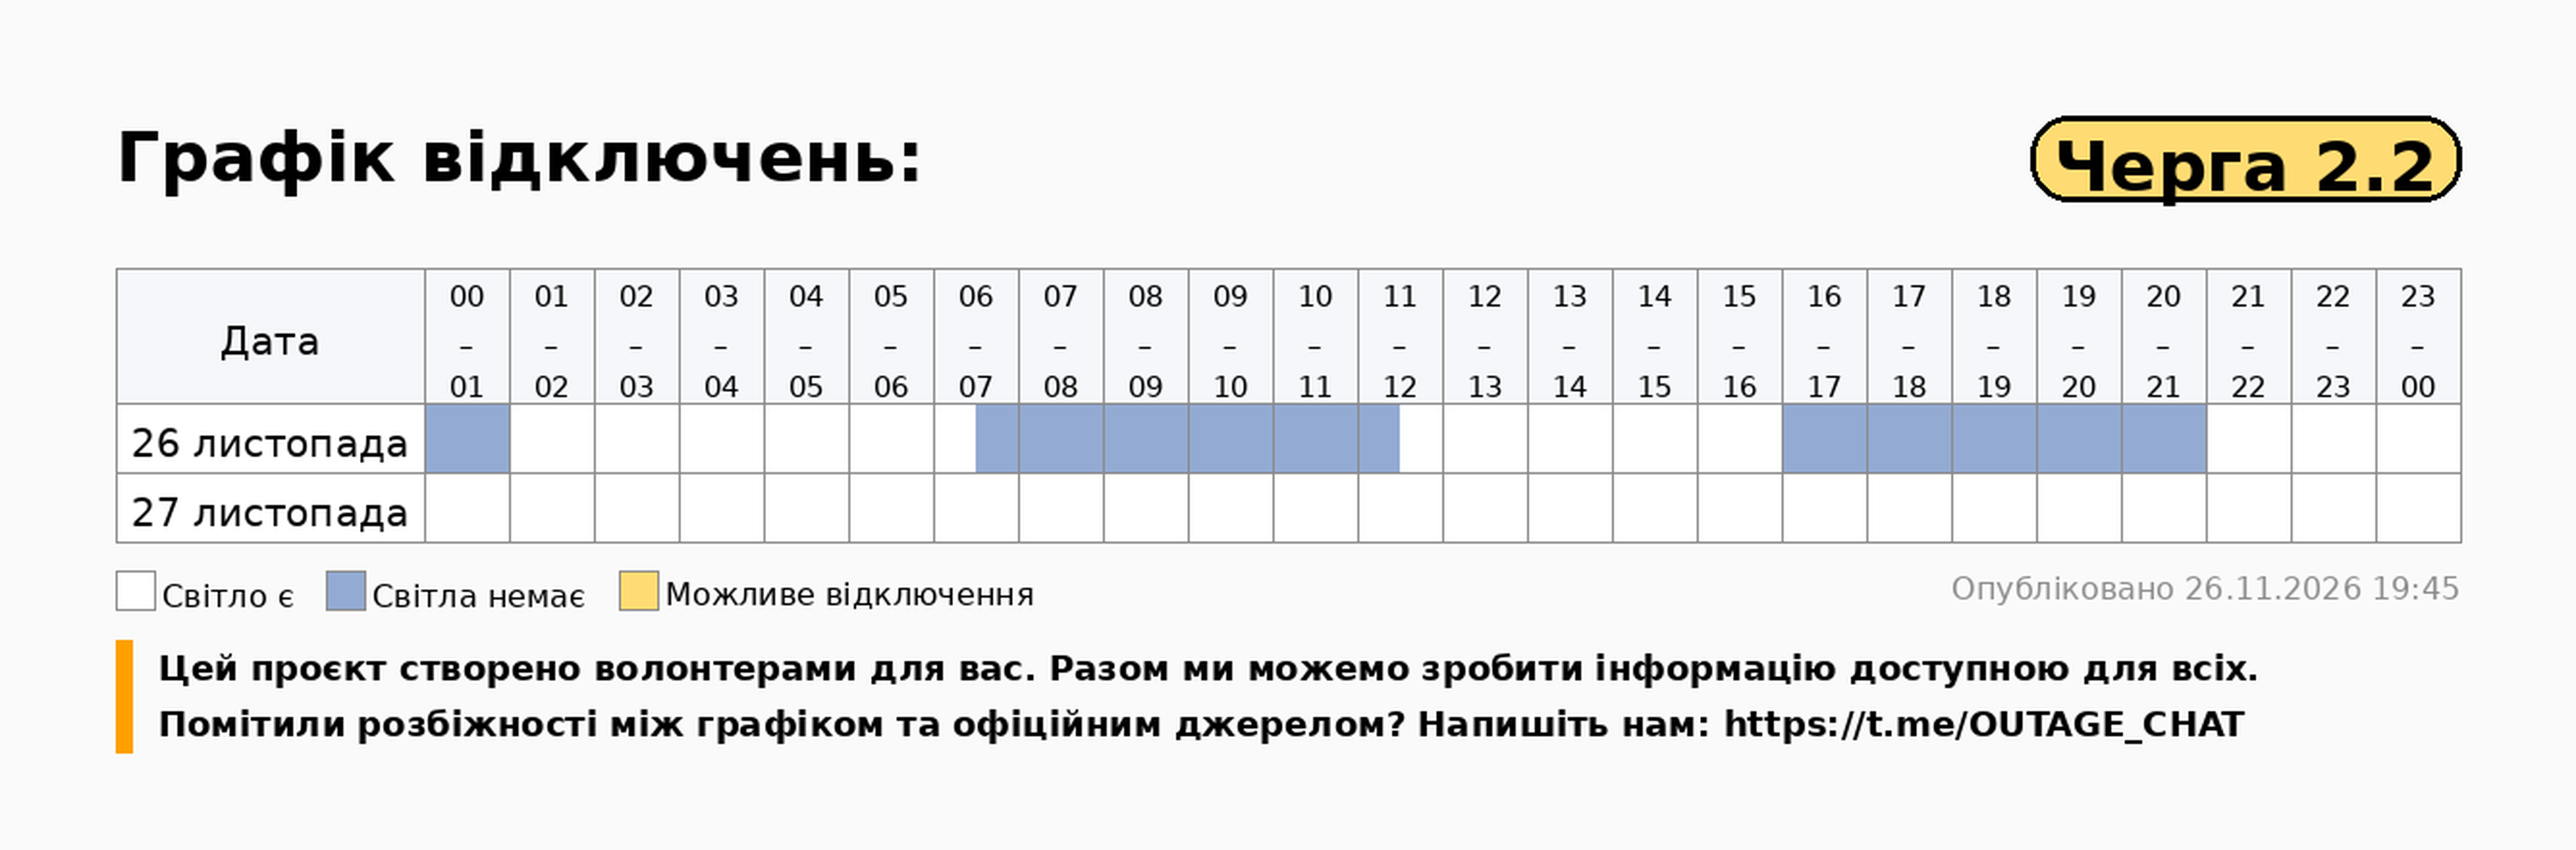 Графік відключень:
Черга 2.2
Дата
00 – 01
01 – 02
02 – 03
03 – 04
04 – 05
05 – 06
06 – 07
07 – 08
08 – 09
09 – 10
10 – 11
11 – 12
12 – 13
13 – 14
14 – 15
15 – 16
16 – 17
17 – 18
18 – 19
19 – 20
20 – 21
21 – 22
22 – 23
23 – 00
26 листопада
27 листопада
Світло є
Світла немає
Можливе відключення
Опубліковано 26.11.2026 19:45
Цей проєкт створено волонтерами для вас. Разом ми можемо зробити інформацію доступною для всіх.
Помітили розбіжності між графіком та офіційним джерелом? Напишіть нам: https://t.me/OUTAGE_CHAT